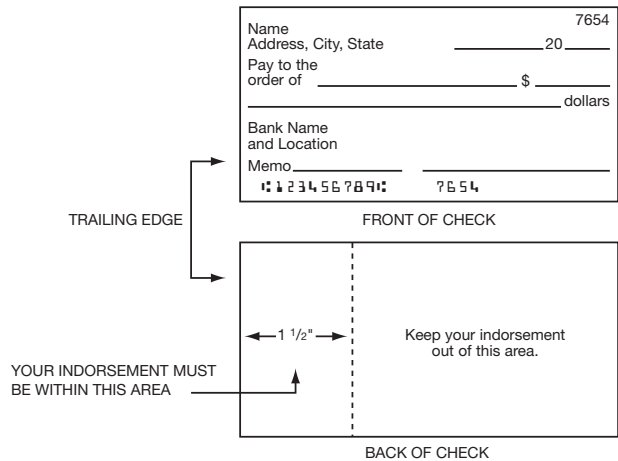 7654
Name
Address, City, State 20
Pay to the
order of $
dollars
Bank Name
and Location
Memo
⑆123456789⑆ 7654
TRAILING EDGE
FRONT OF CHECK
1 1/2"
Keep your indorsement
out of this area.
YOUR INDORSEMENT MUST
BE WITHIN THIS AREA
BACK OF CHECK